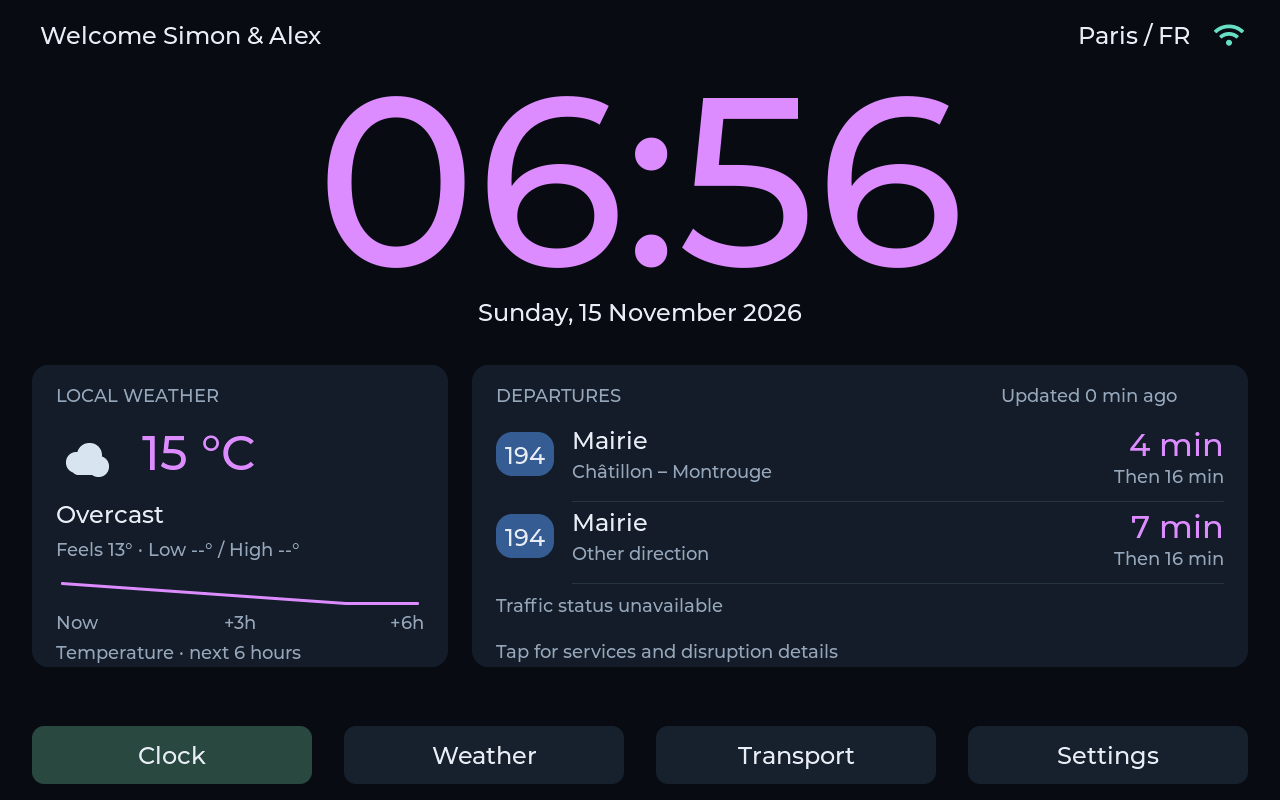 Welcome Simon & Alex
Paris / FR
06:56
Sunday, 15 November 2026
LOCAL WEATHER
15 °C
Overcast
Feels 13° · Low --° / High --°
Now +3h +6h
Temperature · next 6 hours
DEPARTURES
Updated 0 min ago
194
Mairie
4 min
Châtillon – Montrouge
Then 16 min
194
Mairie
7 min
Other direction
Then 16 min
Traffic status unavailable
Tap for services and disruption details
Clock
Weather
Transport
Settings